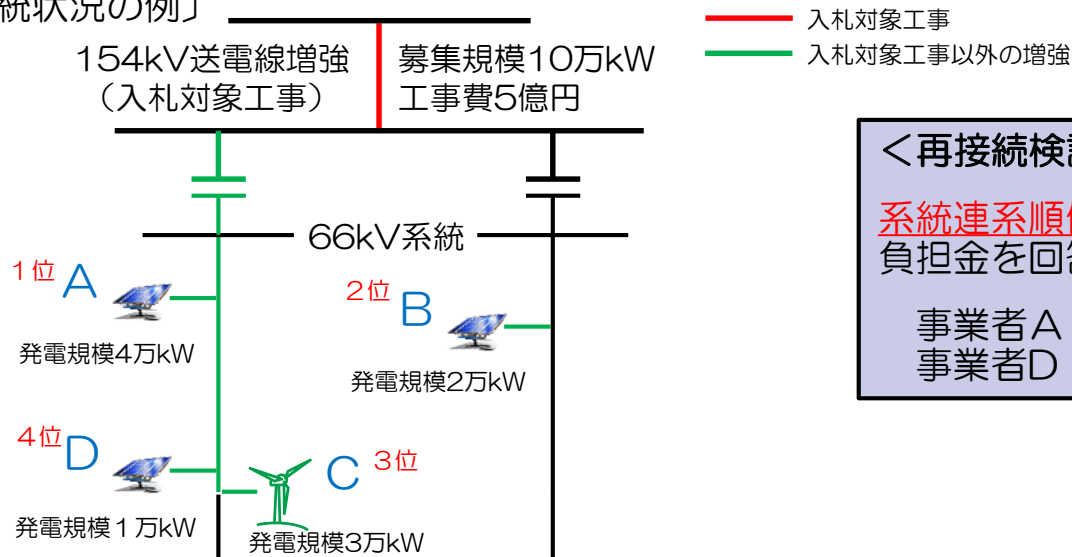 統状況の例〕
入札対象工事
入札対象工事以外の増強
154kV送電線増強
（入札対象工事）
募集規模10万kW
工事費5億円
＜再接続検
系統連系順
負担金を回
事業者A
事業者D
66kV系統
1位
A
発電規模4万kW
2位
B
発電規模2万kW
4位
D
発電規模１万kW
C
3位
発電規模3万kW